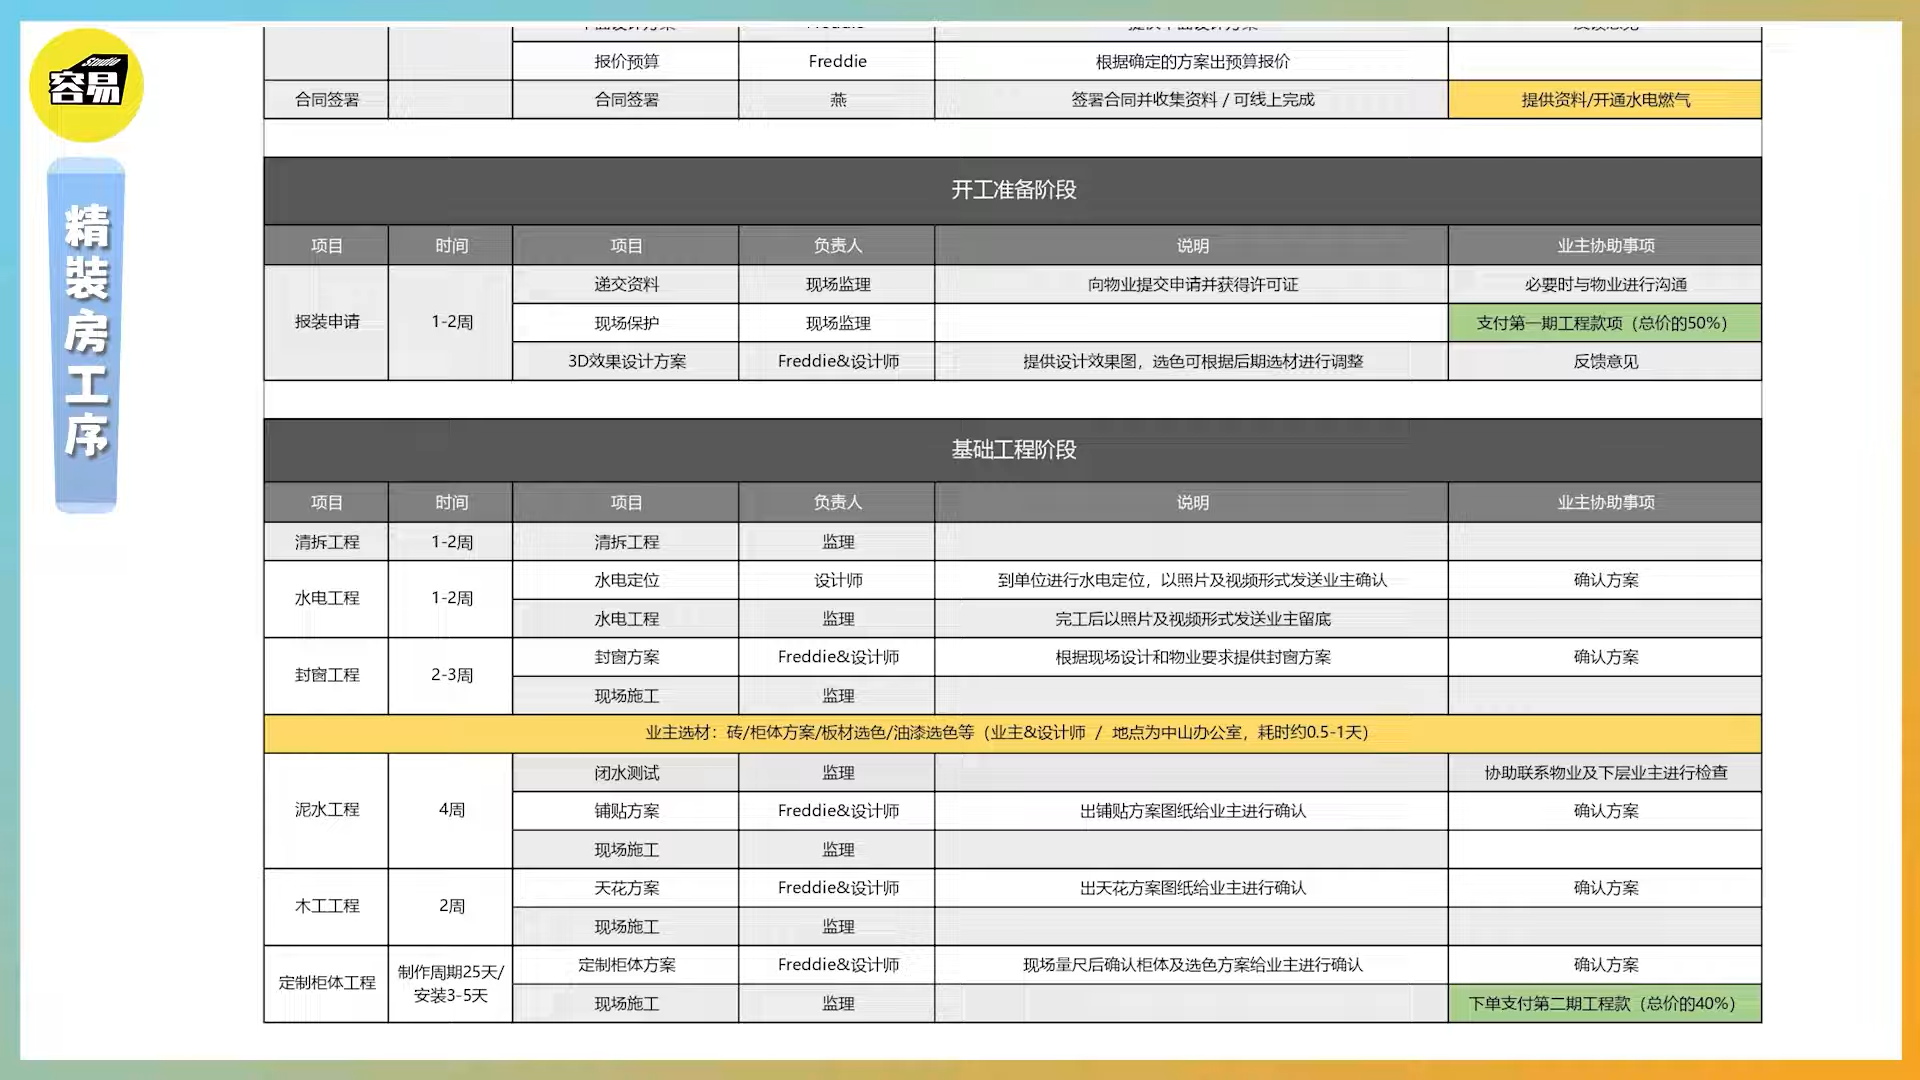 Studio
容易
精装房工序
报价预算 Freddie 根据确定的方案出预算报价
合同签署 合同签署 燕 签署合同并收集资料 / 可线上完成 提供资料/开通水电燃气
开工准备阶段
项目 时间 项目 负责人 说明 业主协助事项
报装申请 1-2周 递交资料 现场监理 向物业提交申请并获得许可证 必要时与物业进行沟通
现场保护 现场监理 支付第一期工程款项（总价的50%）
3D效果设计方案 Freddie&设计师 提供设计效果图，选色可根据后期选材进行调整 反馈意见
基础工程阶段
项目 时间 项目 负责人 说明 业主协助事项
清拆工程 1-2周 清拆工程 监理
水电工程 1-2周 水电定位 设计师 到单位进行水电定位，以照片及视频形式发送业主确认 确认方案
水电工程 监理 完工后以照片及视频形式发送业主留底
封窗工程 2-3周 封窗方案 Freddie&设计师 根据现场设计和物业要求提供封窗方案 确认方案
现场施工 监理
业主选材：砖/柜体方案/板材选色/油漆选色等（业主&设计师 / 地点为中山办公室，耗时约0.5-1天）
泥水工程 4周 闭水测试 监理 协助联系物业及下层业主进行检查
铺贴方案 Freddie&设计师 出铺贴方案图纸给业主进行确认 确认方案
现场施工 监理
木工工程 2周 天花方案 Freddie&设计师 出天花方案图纸给业主进行确认 确认方案
现场施工 监理
定制柜体工程 制作周期25天/安装3-5天 定制柜体方案 Freddie&设计师 现场量尺后确认柜体及选色方案给业主进行确认 确认方案
现场施工 监理 下单支付第二期工程款（总价的40%）